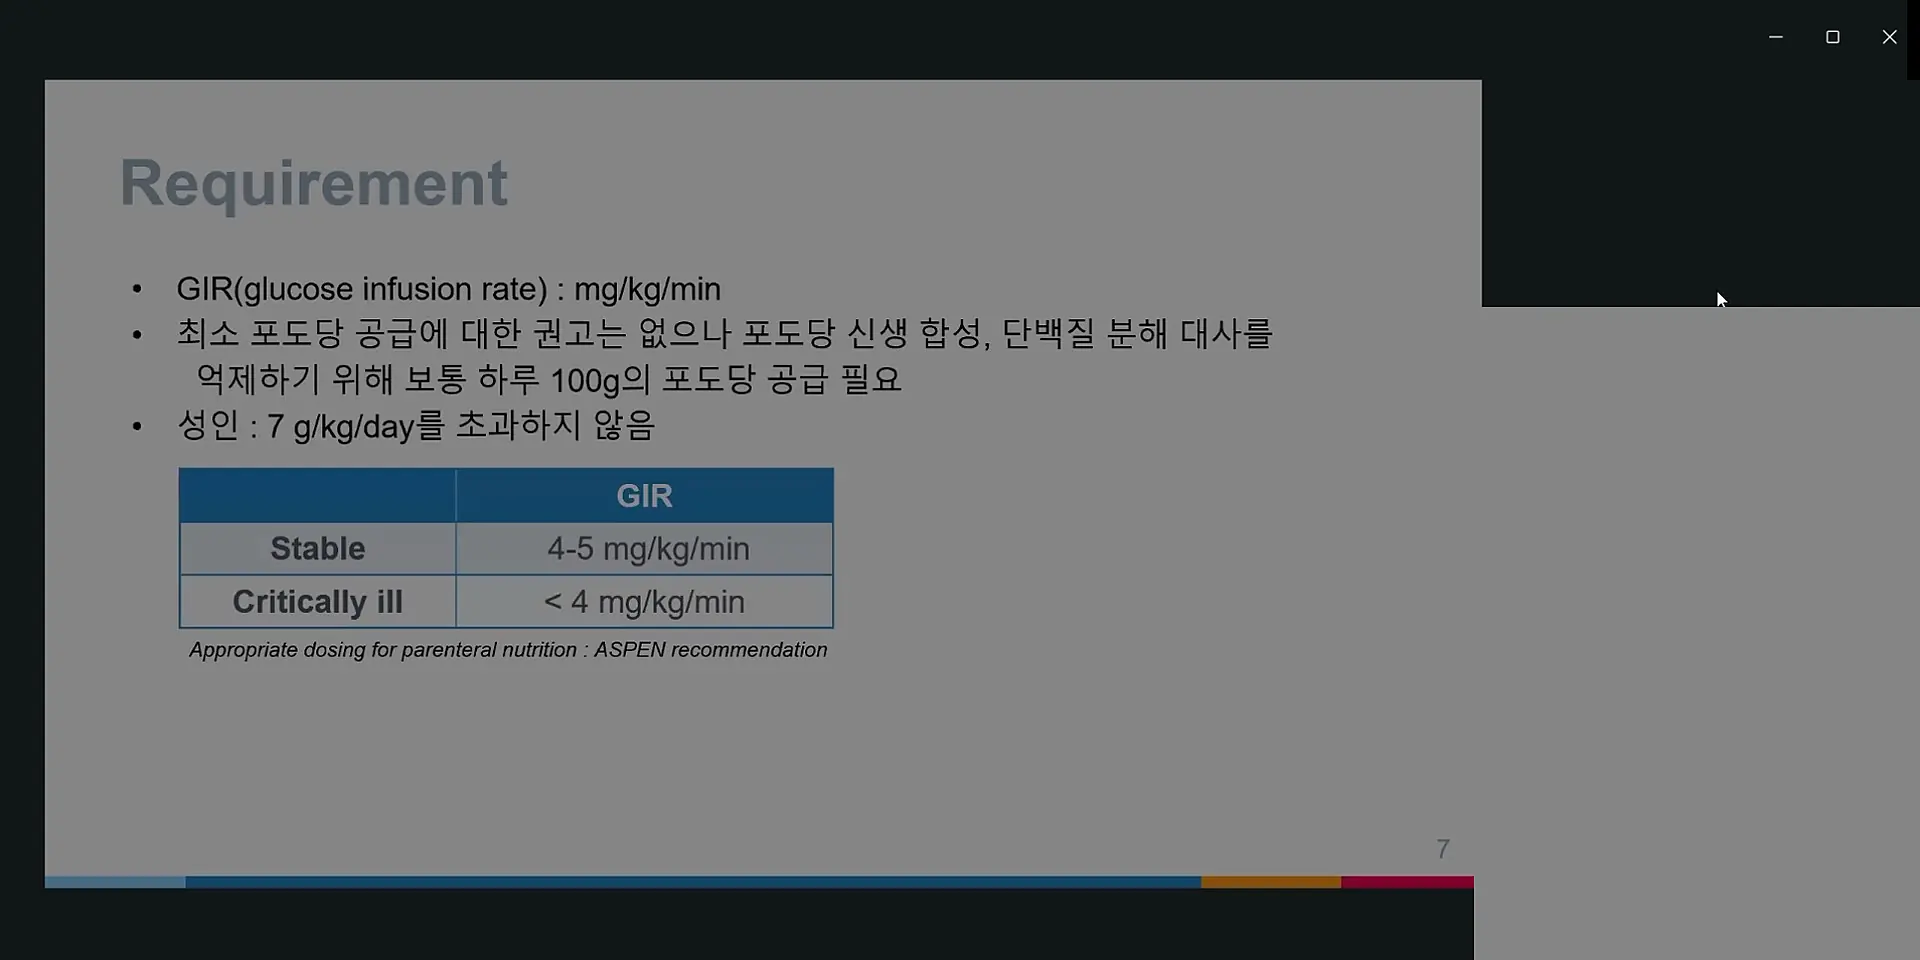 Requirement
• GIR(glucose infusion rate) : mg/kg/min
• 최소 포도당 공급에 대한 권고는 없으나 포도당 신생 합성, 단백질 분해 대사를
억제하기 위해 보통 하루 100g의 포도당 공급 필요
• 성인 : 7 g/kg/day를 초과하지 않음
GIR
Stable 4-5 mg/kg/min
Critically ill < 4 mg/kg/min
Appropriate dosing for parenteral nutrition : ASPEN recommendation
7